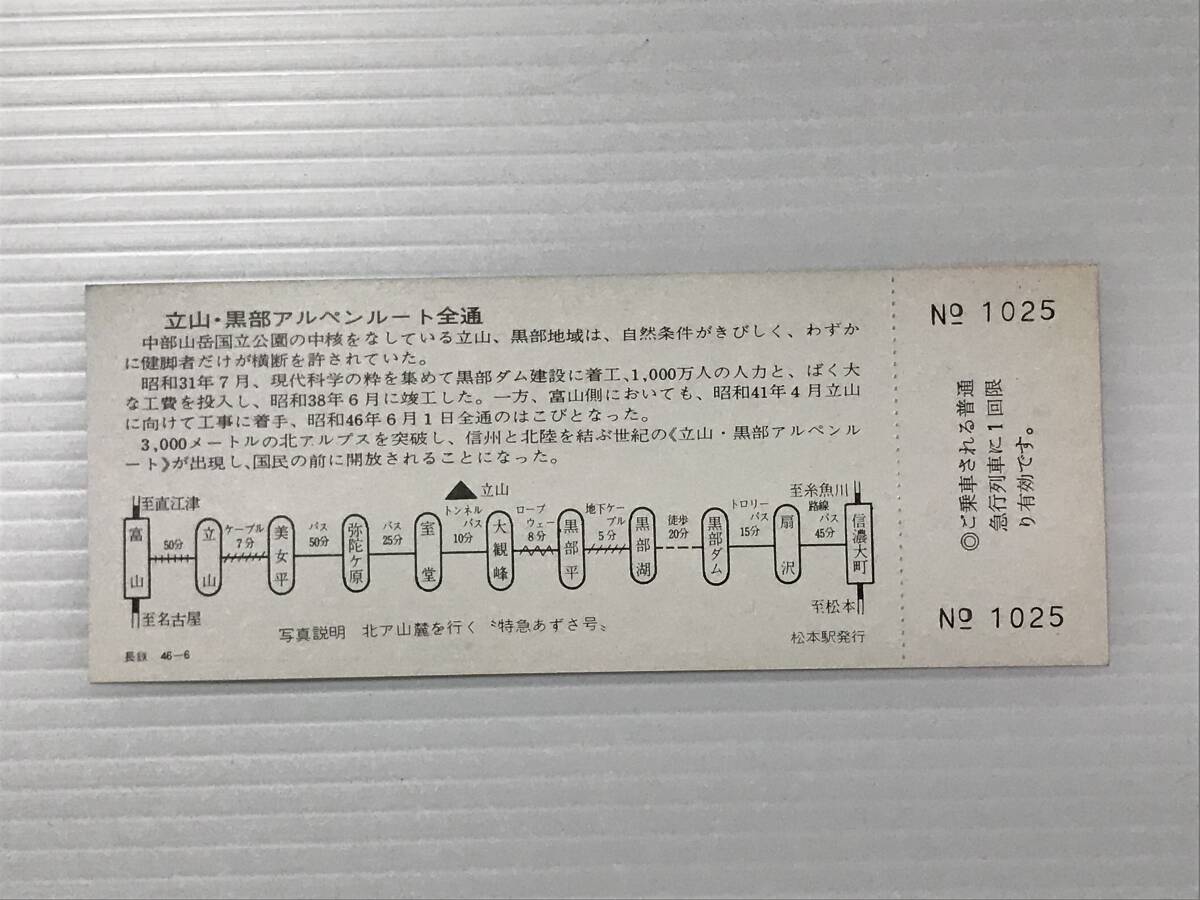 立山・黒部アルペンルート全通
中部山岳国立公園の中核をなしている立山、黒部地域は、自然条件がきびしく、わずか
に健脚者だけが横断を許されていた。
昭和31年7月、現代科学の粋を集めて黒部ダム建設に着工、1,000万人の人力と、ばく大
な工費を投入し、昭和38年6月に竣工した。一方、富山側においても、昭和41年4月立山
に向けて工事に着手、昭和46年6月1日全通のはこびとなった。
3,000メートルの北アルプスを突破し、信州と北陸を結ぶ世紀の《立山・黒部アルペンル
ート》が出現し、国民の前に開放されることになった。
至直江津
富山
至名古屋
50分
立山
ケーブル
7分
美女平
バス
50分
弥陀ケ原
バス
25分
室堂
▲立山
トンネル
バス
10分
大観峰
ロープ
ウェー
8分
黒部平
地下ケー
ブル
5分
黒部湖
徒歩
20分
黒部ダム
トロリー
バス
15分
扇沢
路線
バス
45分
至糸魚川
信濃大町
至松本
写真説明 北ア山麓を行く〝特急あずさ号〟
松本駅発行
長鉄 46-6
№ 1025
◎ご乗車される普通
急行列車に1回限
り有効です。
№ 1025